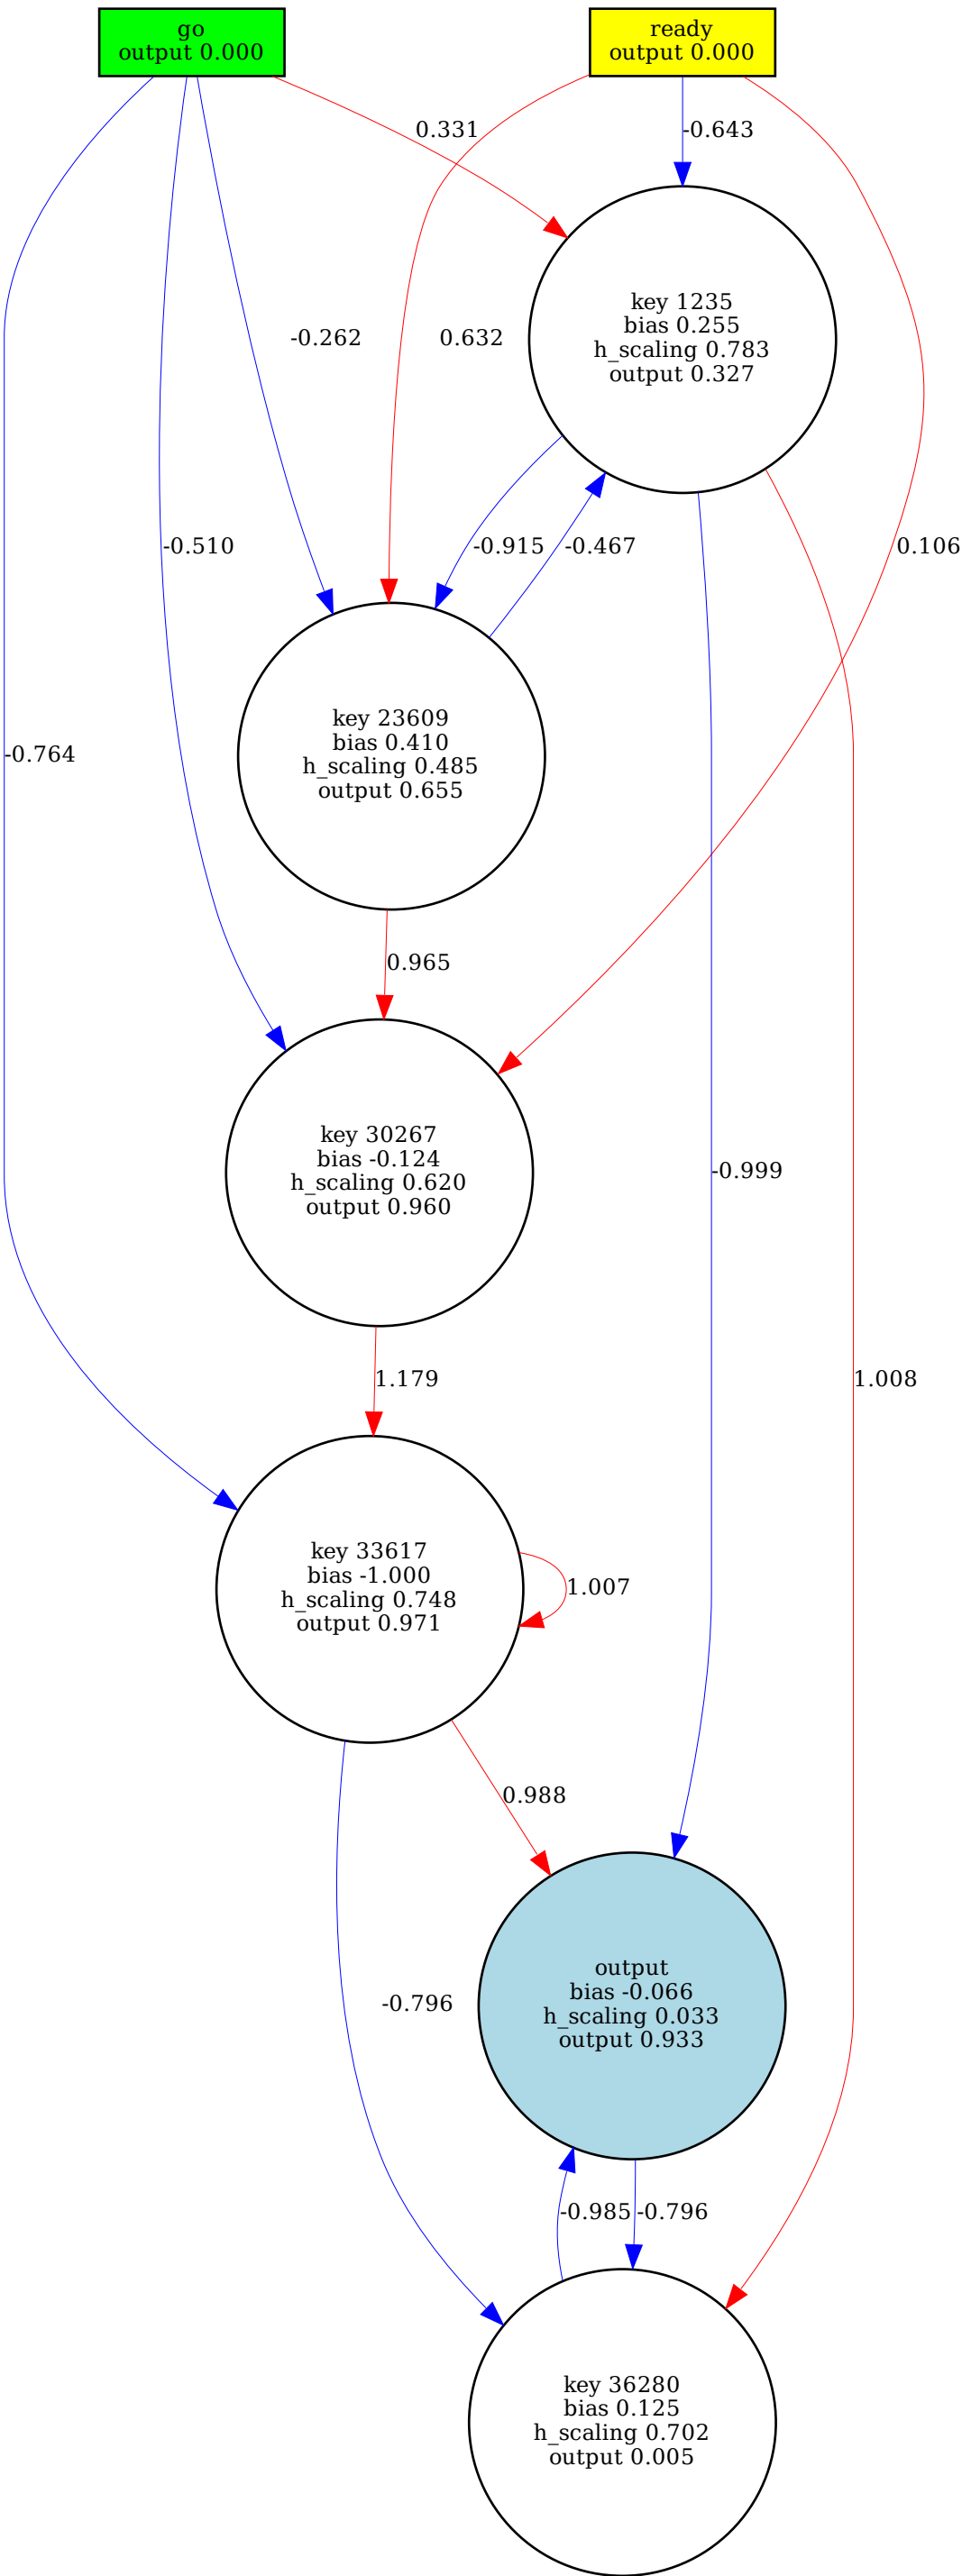 go
output 0.000
ready
output 0.000
0.331
-0.643
key 1235
bias 0.255
h_scaling 0.783
output 0.327
-0.262
0.632
-0.510
-0.915
-0.467
0.106
key 23609
bias 0.410
h_scaling 0.485
output 0.655
-0.764
0.965
key 30267
bias -0.124
h_scaling 0.620
output 0.960
-0.999
1.179
1.008
key 33617
bias -1.000
h_scaling 0.748
output 0.971
1.007
0.988
output
bias -0.066
h_scaling 0.033
output 0.933
-0.796
-0.985
-0.796
key 36280
bias 0.125
h_scaling 0.702
output 0.005